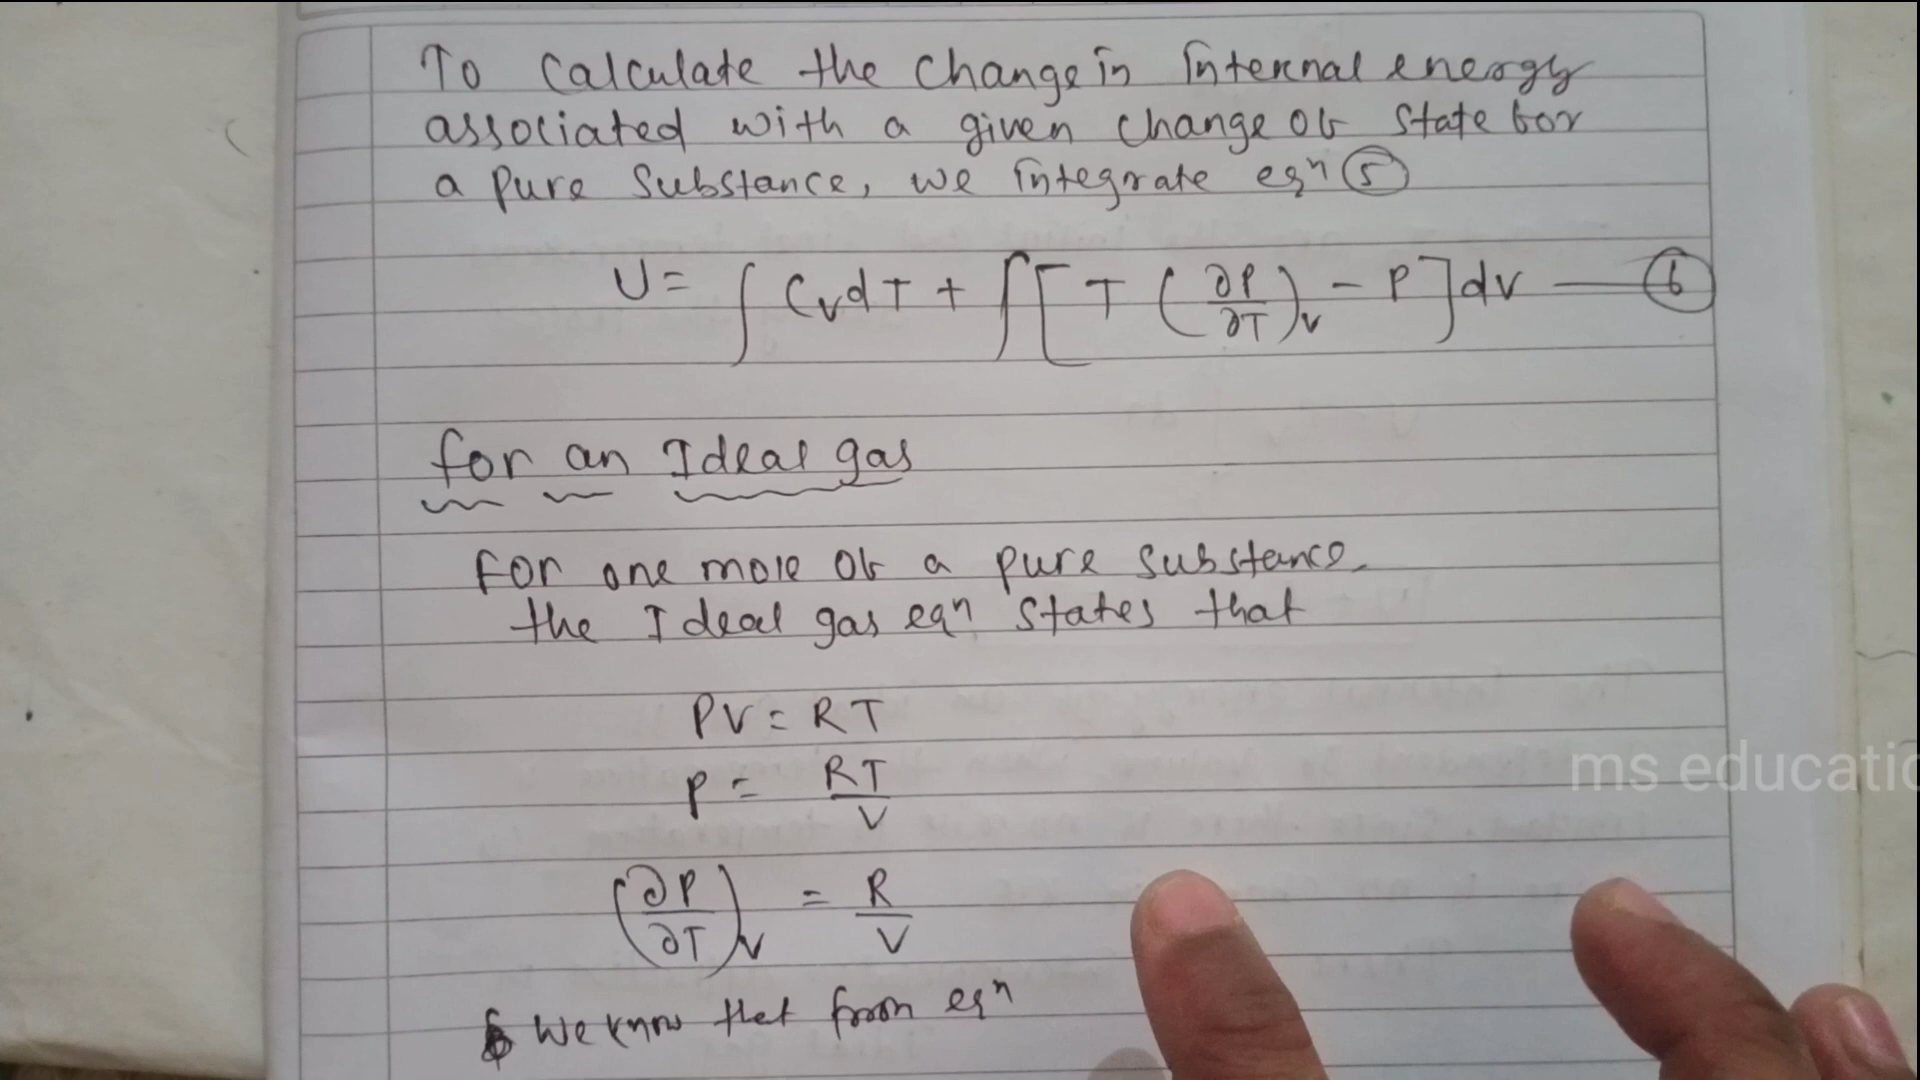 To calculate the change in internal energy
associated with a given change of state for
a pure substance, we integrate eqn (5)
U = ∫ CvdT + ∫[ T (∂P/∂T)v - P ]dv — (6)
for an Ideal gas
For one mole of a pure substance
the Ideal gas eqn states that
PV = RT
P = RT/V
(∂P/∂T)v = R/V
We know that from eqn
ms educatio